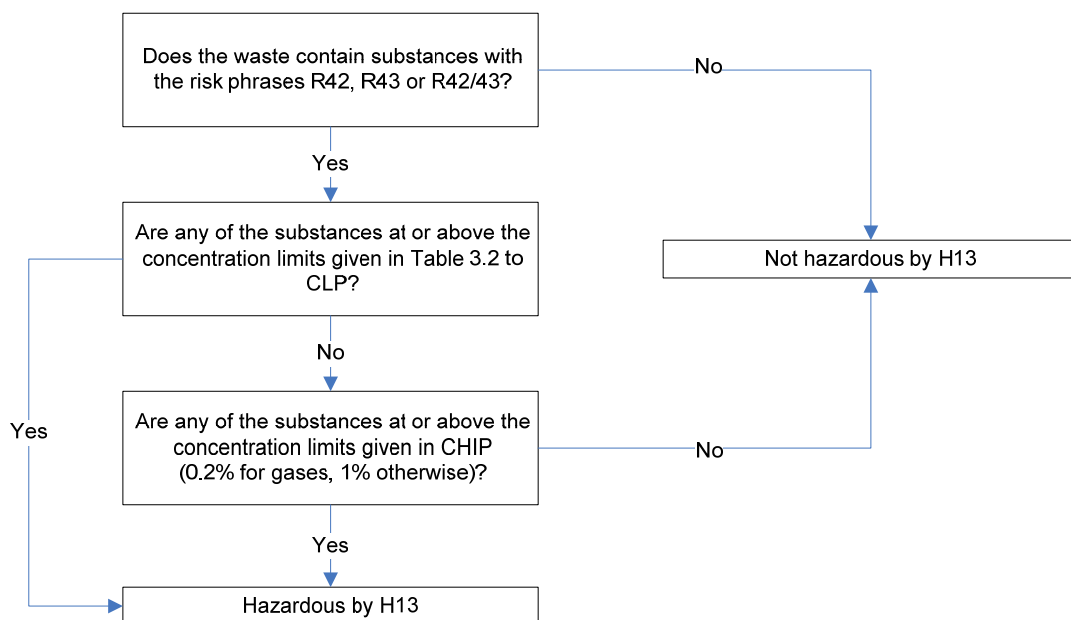 Does the waste contain substances with
the risk phrases R42, R43 or R42/43?
No
Yes
Are any of the substances at or above the
concentration limits given in Table 3.2 to
CLP?
Not hazardous by H13
No
Are any of the substances at or above the
concentration limits given in CHIP
(0.2% for gases, 1% otherwise)?
Yes
No
Yes
Hazardous by H13